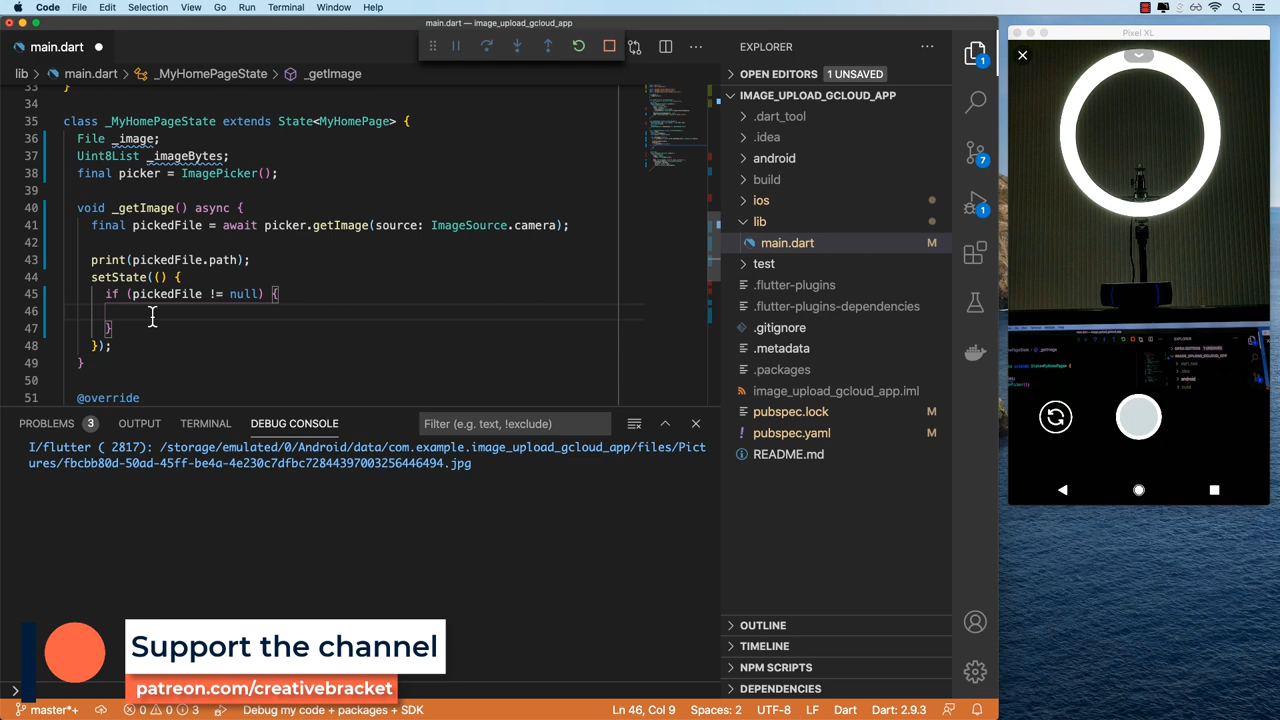 Code File Edit Selection View Go Run Terminal Window Help
main.dart — image_upload_gcloud_app
Pixel XL
main.dart
EXPLORER
lib > main.dart > _MyHomePageState > _getImage
OPEN EDITORS 1 UNSAVED
IMAGE_UPLOAD_GCLOUD_APP
.dart_tool
.idea
android
build
ios
lib
main.dart M
test
.flutter-plugins
.flutter-plugins-dependencies
.gitignore
.metadata
.packages
image_upload_gcloud_app.iml
pubspec.lock M
pubspec.yaml M
README.md
OUTLINE
TIMELINE
NPM SCRIPTS
DEPENDENCIES
1
7
1
33 }
34
35 class _MyHomePageState extends State<MyHomePage> {
36 File _image;
37 Uint8List _imageBytes;
38 final picker = ImagePicker();
39
40 void _getImage() async {
41 final pickedFile = await picker.getImage(source: ImageSource.camera);
42
43 print(pickedFile.path);
44 setState(() {
45 if (pickedFile != null) {
46
47 }
48 });
49 }
50
51 @override
PROBLEMS 3 OUTPUT TERMINAL DEBUG CONSOLE Filter (e.g. text, !exclude)
I/flutter ( 2817): /storage/emulated/0/Android/data/com.example.image_upload_gcloud_app/files/Pict
ures/fbcbb80d-50ad-45ff-be4a-4e230c7dfbc72844397003256446494.jpg
Support the channel
patreon.com/creativebracket
master*+ 0 0 3 Debug my code + packages + SDK Ln 46, Col 9 Spaces: 2 UTF-8 LF Dart Dart: 2.9.3